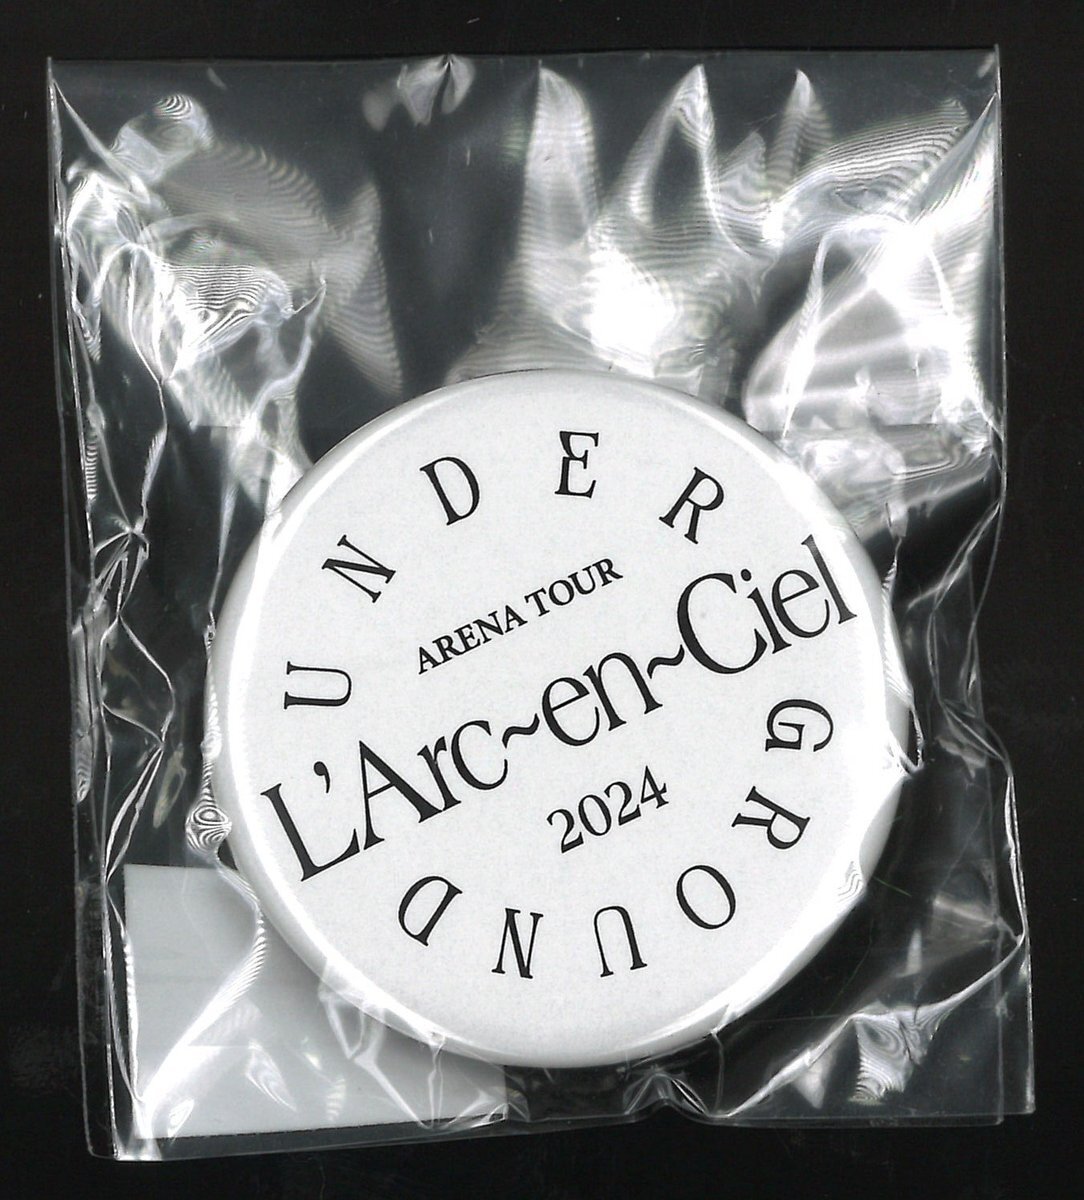 UNDERGROUND
ARENA TOUR
L'Arc~en~Ciel
2024